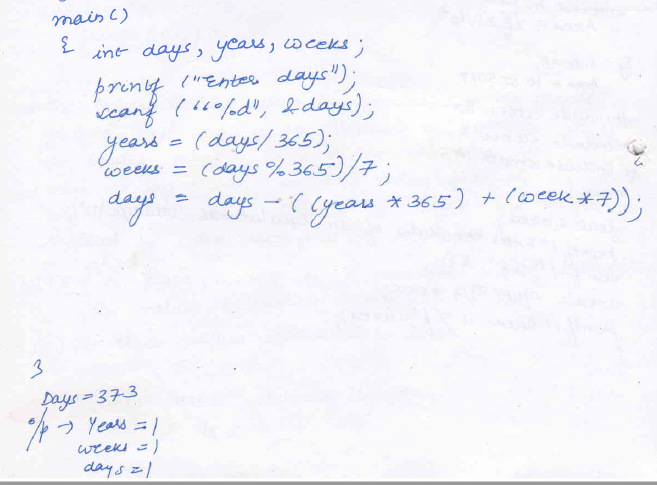 main()
{ int days, years, weeks;
printf ("Enter days");
scanf ("%d", &days);
years = (days/365);
weeks = (days%365)/7;
days = days - ((years *365) + (week*7));
}
Days = 373
o/p → Years = 1
weeks = 1
days = 1